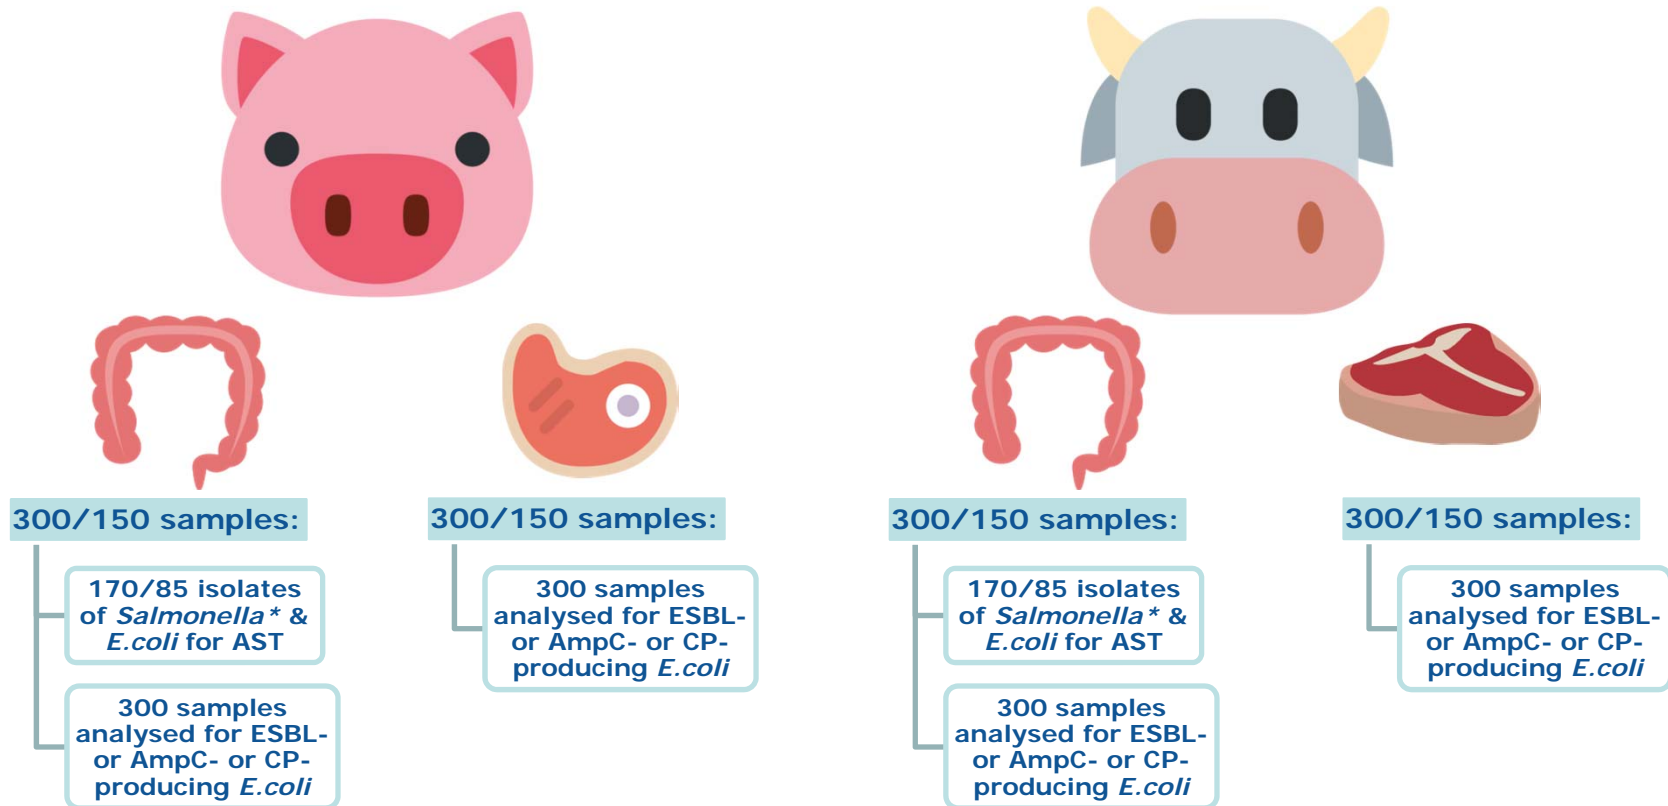 300/150 samples:
170/85 isolates
of Salmonella* &
E.coli for AST
300 samples
analysed for ESBL-
or AmpC- or CP-
producing E.coli
300/150 samples:
300 samples
analysed for ESBL-
or AmpC- or CP-
producing E.coli
300/150 samples:
170/85 isolates
of Salmonella* &
E.coli for AST
300 samples
analysed for ESBL-
or AmpC- or CP-
producing E.coli
300/150 samples:
300 samples
analysed for ESBL-
or AmpC- or CP-
producing E.coli